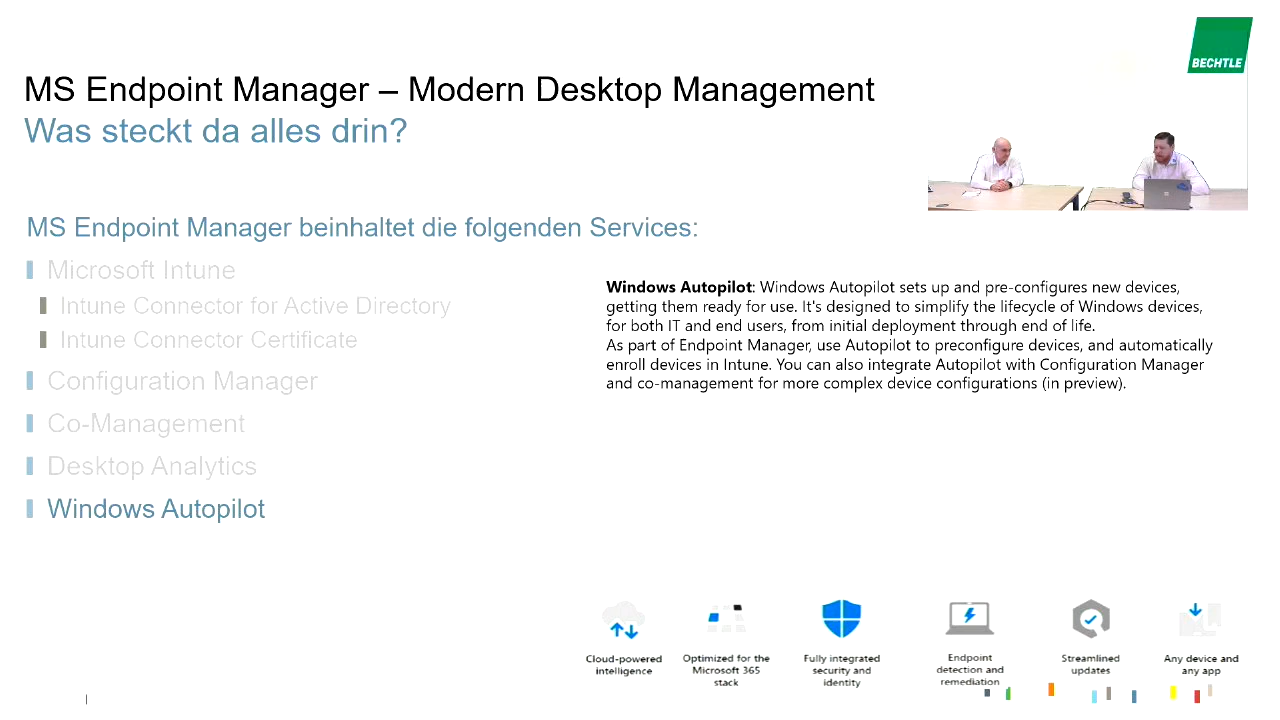 BECHTLE
MS Endpoint Manager – Modern Desktop Management
Was steckt da alles drin?
MS Endpoint Manager beinhaltet die folgenden Services:
Microsoft Intune
Intune Connector for Active Directory
Intune Connector Certificate
Configuration Manager
Co-Management
Desktop Analytics
Windows Autopilot
Windows Autopilot: Windows Autopilot sets up and pre-configures new devices,
getting them ready for use. It's designed to simplify the lifecycle of Windows devices,
for both IT and end users, from initial deployment through end of life.
As part of Endpoint Manager, use Autopilot to preconfigure devices, and automatically
enroll devices in Intune. You can also integrate Autopilot with Configuration Manager
and co-management for more complex device configurations (in preview).
Cloud-powered
intelligence
Optimized for the
Microsoft 365
stack
Fully integrated
security and
identity
Endpoint
detection and
remediation
Streamlined
updates
Any device and
any app